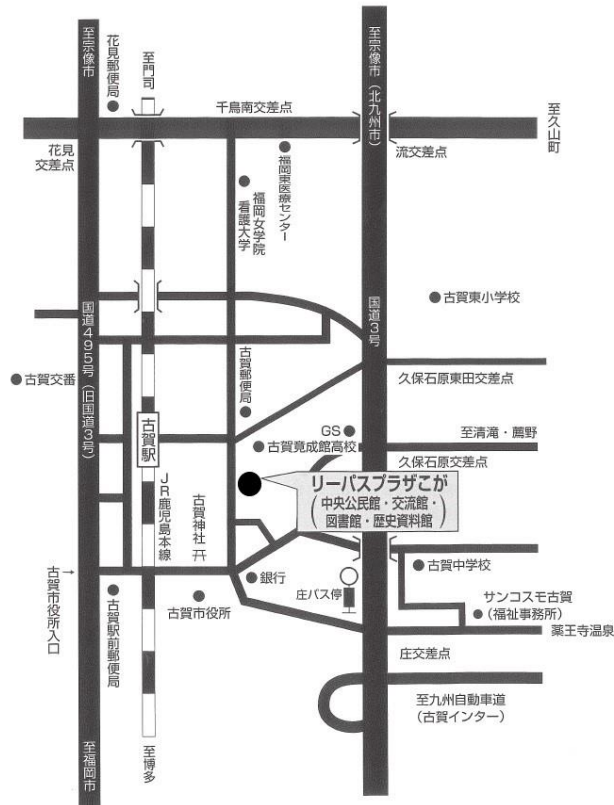 至宗像市
花見郵便局
至門司
至宗像市（北九州市）
千鳥南交差点
至久山町
花見
交差点
流交差点
福岡東医療センター
福岡女学院
看護大学
国道495号（旧国道3号）
国道3号
古賀東小学校
古賀交番
古賀郵便局
久保石原東田交差点
古賀駅
GS
古賀竟成館高校
至清滝・薦野
久保石原交差点
JR鹿児島本線
古賀神社
リーパスプラザこが
（中央公民館・交流館・
図書館・歴史資料館）
古賀市役所入口→
銀行
庄バス停
古賀中学校
古賀駅前郵便局
古賀市役所
サンコスモ古賀
（福祉事務所）
薬王寺温泉
庄交差点
至九州自動車道
（古賀インター）
至福岡市
至博多